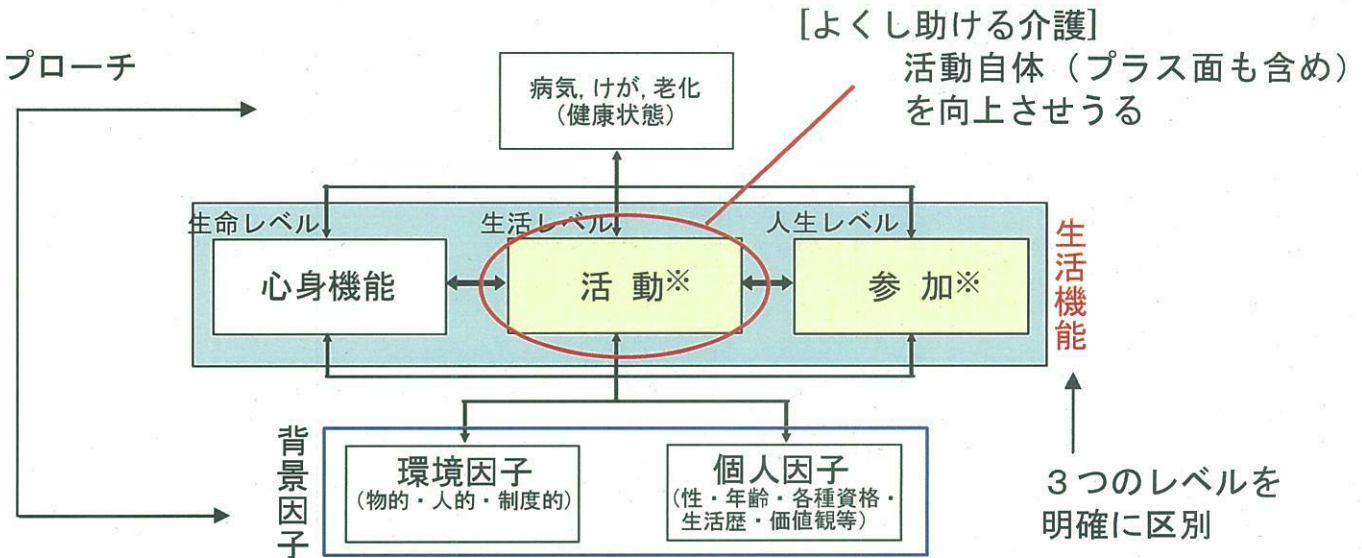 [よくし助ける介護]
活動自体（プラス面も含め）
を向上させうる
プローチ
病気,けが,老化
（健康状態）
生命レベル
生活レベル
人生レベル
心身機能
活 動※
参 加※
生活機能
背景因子
環境因子
（物的・人的・制度的）
個人因子
（性・年齢・各種資格・
生活歴・価値観等）
３つのレベルを
明確に区別